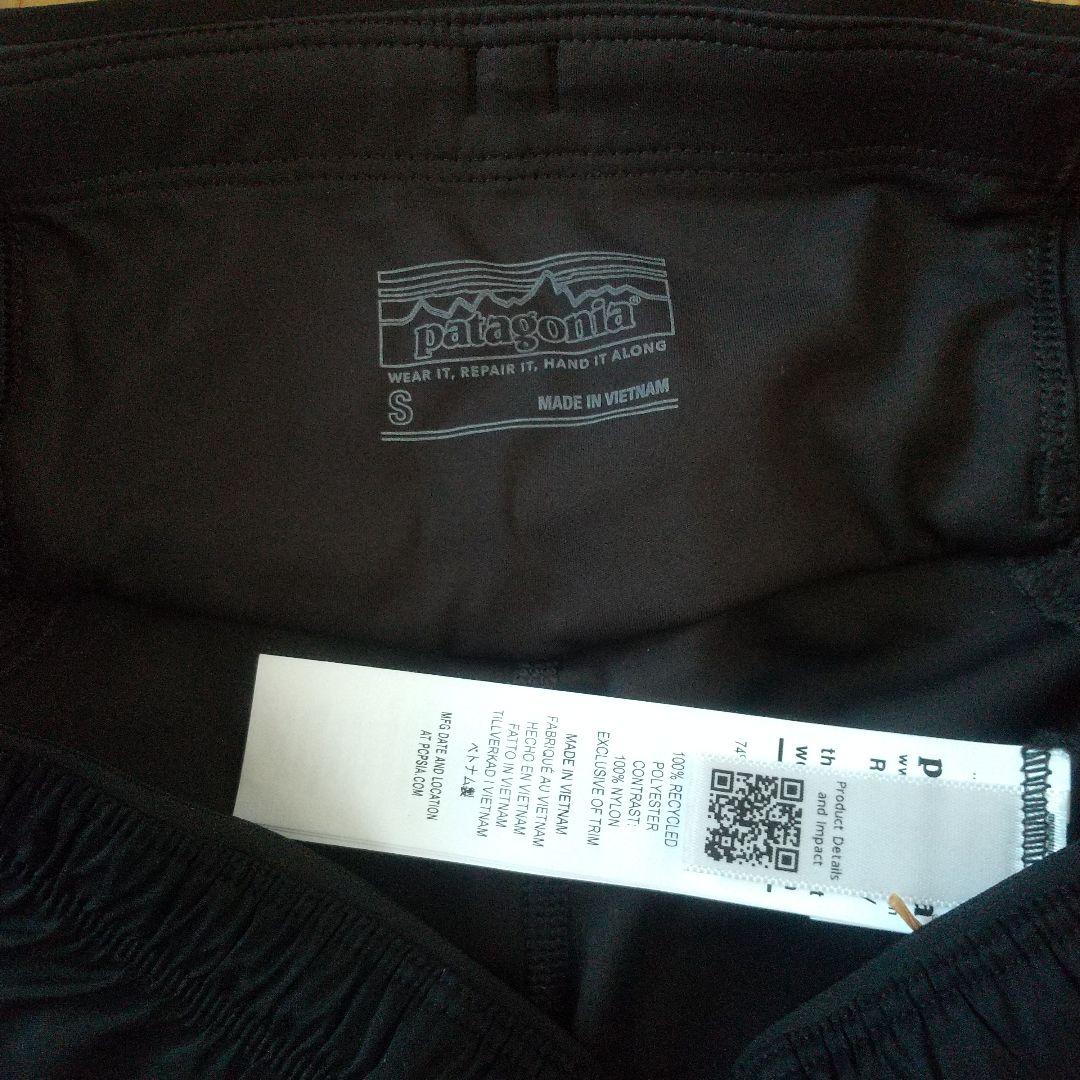 patagonia®
WEAR IT, REPAIR IT, HAND IT ALONG
S
MADE IN VIETNAM
Product Details
and Impact
100% RECYCLED
POLYESTER
CONTRAST:
100% NYLON
EXCLUSIVE OF TRIM
MADE IN VIETNAM
FABRIQUÉ AU VIETNAM
HECHO EN VIETNAM
FATTO IN VIETNAM
TILLVERKAD I VIETNAM
ベトナム製
MFG DATE AND LOCATION
AT PCPSIA.COM